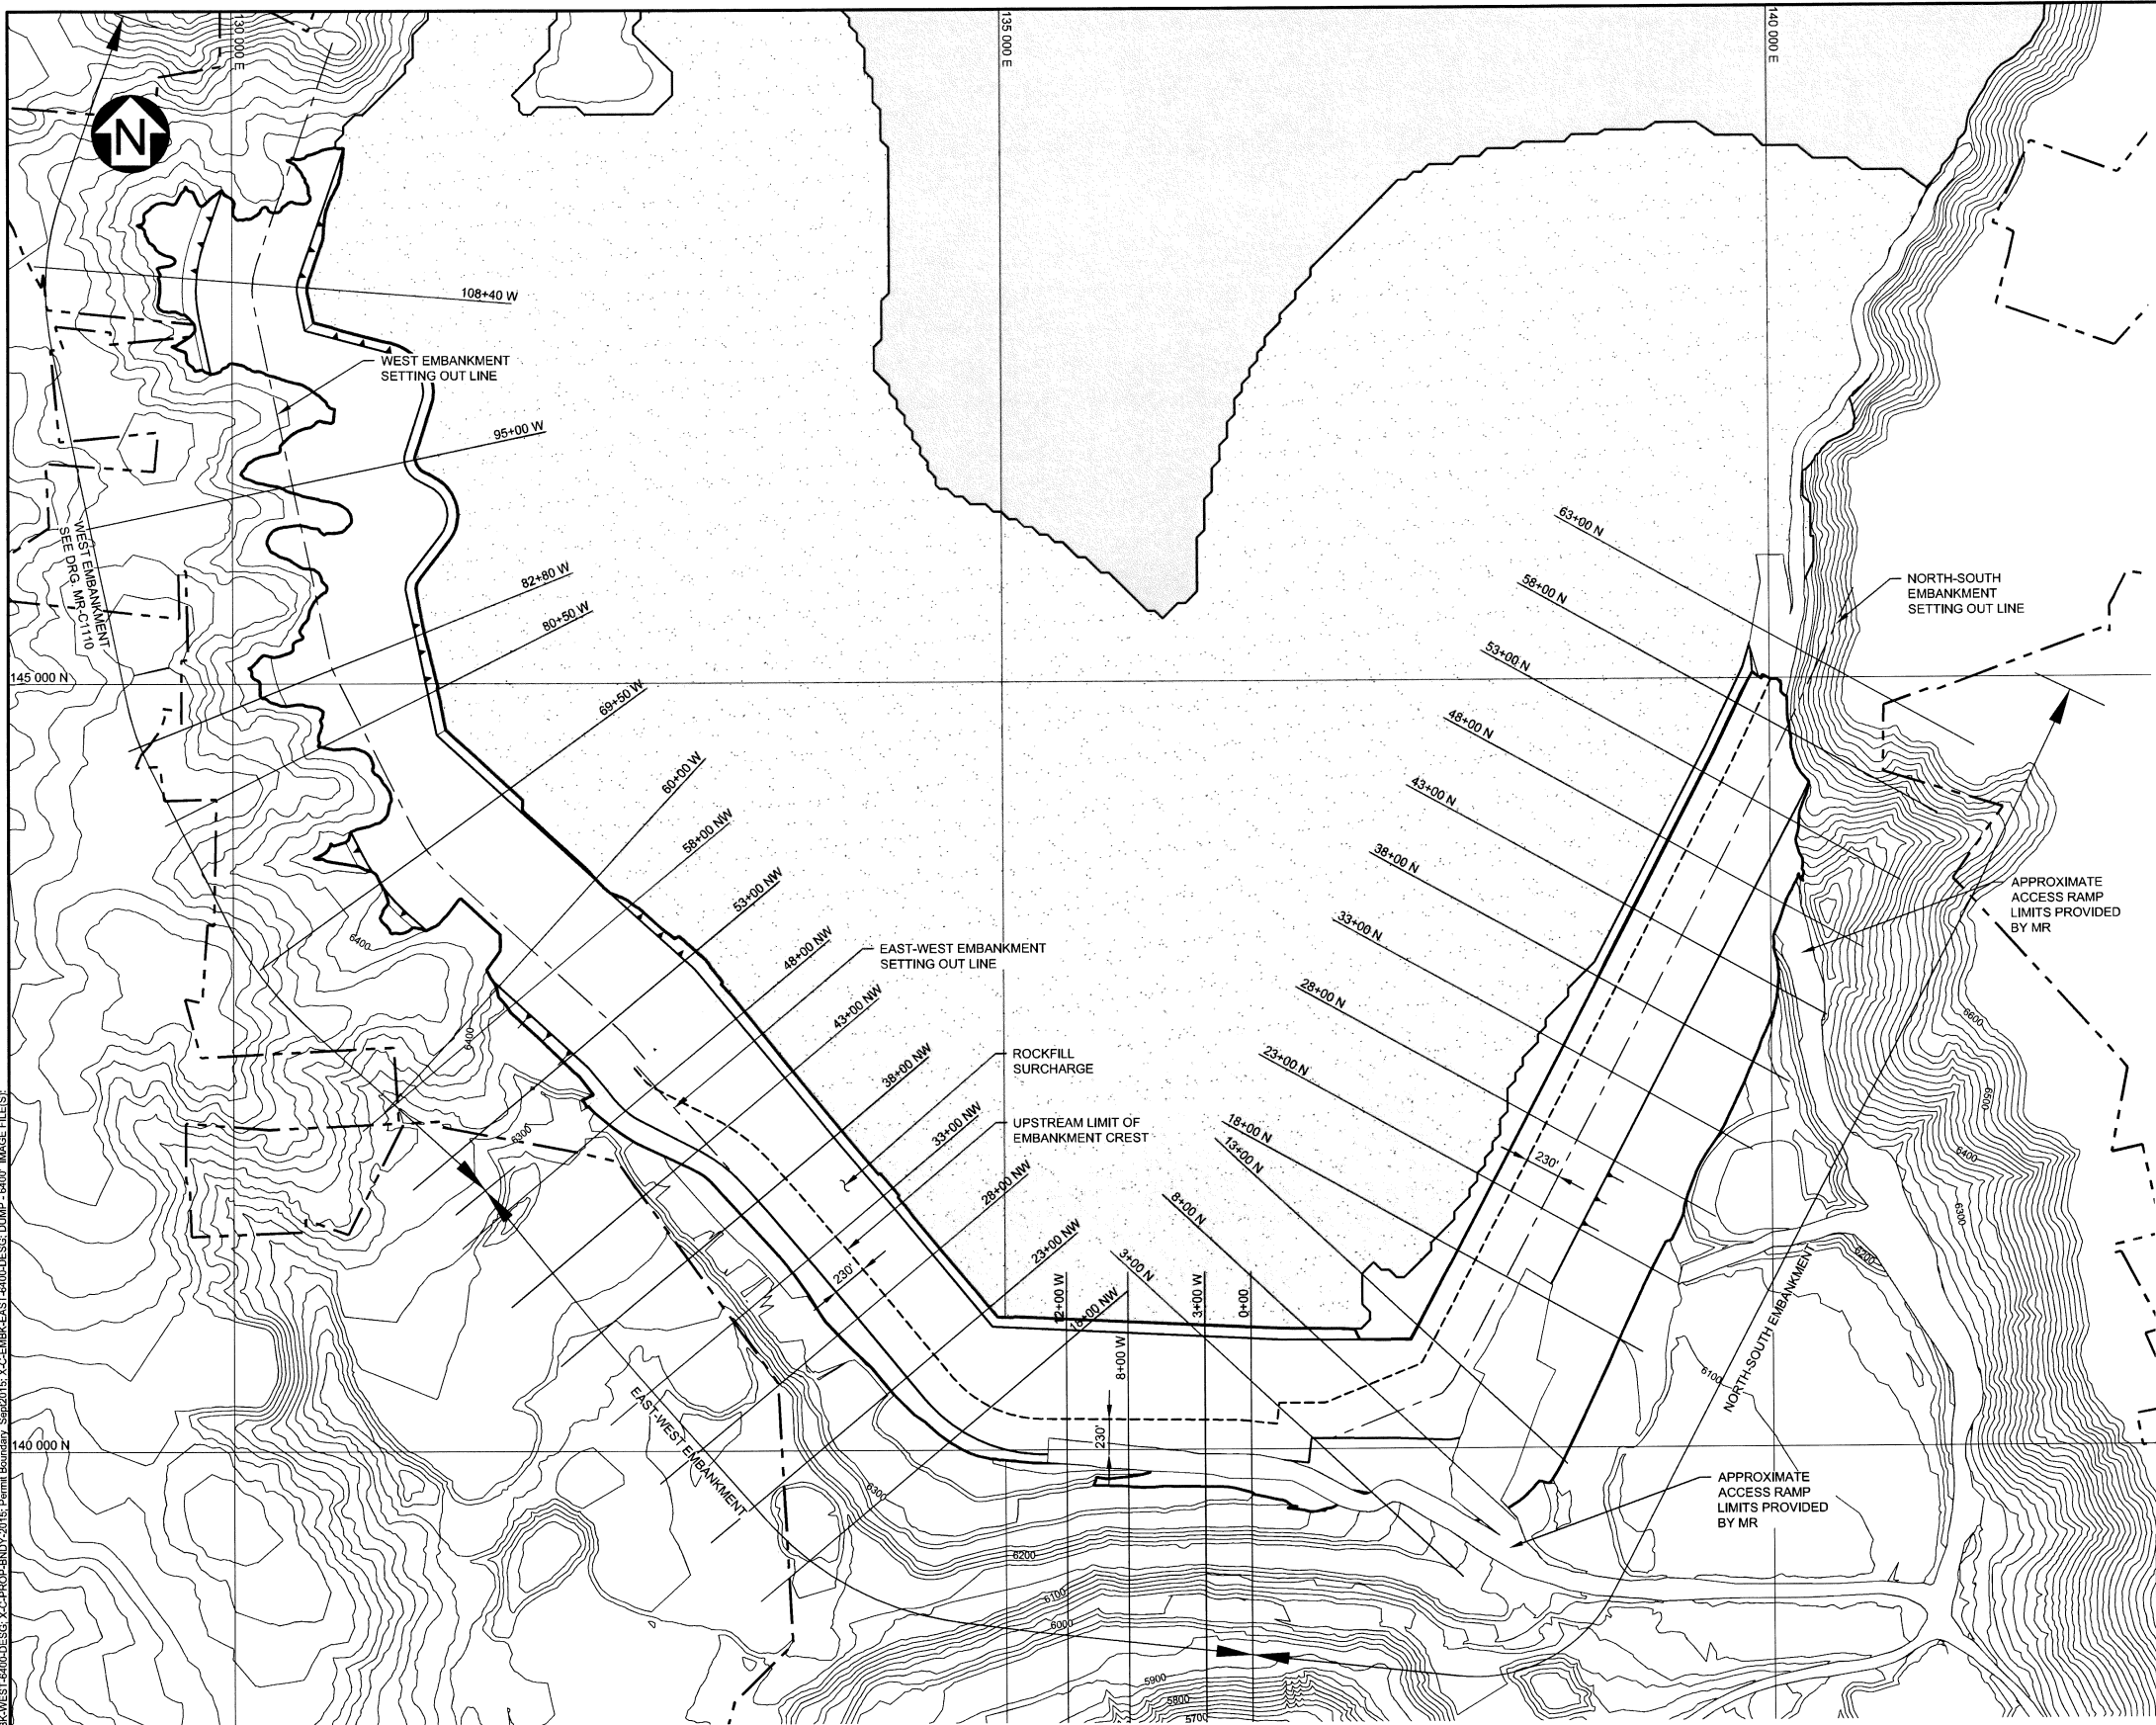 130 000 E
135 000 E
140 000 E
N
108+40 W
WEST EMBANKMENT
SETTING OUT LINE
95+00 W
WEST EMBANKMENT
SEE DRG. MR-C1110
82+80 W
80+50 W
145 000 N
69+50 W
60+00 W
58+00 NW
53+00 NW
48+00 NW
43+00 NW
38+00 NW
33+00 NW
28+00 NW
23+00 NW
18+00 NW
63+00 N
58+00 N
53+00 N
48+00 N
43+00 N
38+00 N
33+00 N
28+00 N
23+00 N
18+00 N
13+00 N
8+00 N
3+00 N
12+00 W
8+00 W
3+00 W
0+00
NORTH-SOUTH
EMBANKMENT
SETTING OUT LINE
APPROXIMATE
ACCESS RAMP
LIMITS PROVIDED
BY MR
EAST-WEST EMBANKMENT
SETTING OUT LINE
ROCKFILL
SURCHARGE
UPSTREAM LIMIT OF
EMBANKMENT CREST
230'
230'
230'
6400
6400
6300
6600
6500
6400
6300
6200
6100
NORTH-SOUTH EMBANKMENT
EAST-WEST EMBANKMENT
140 000 N
6300
6200
6100
6000
5900
5800
5700
APPROXIMATE
ACCESS RAMP
LIMITS PROVIDED
BY MR